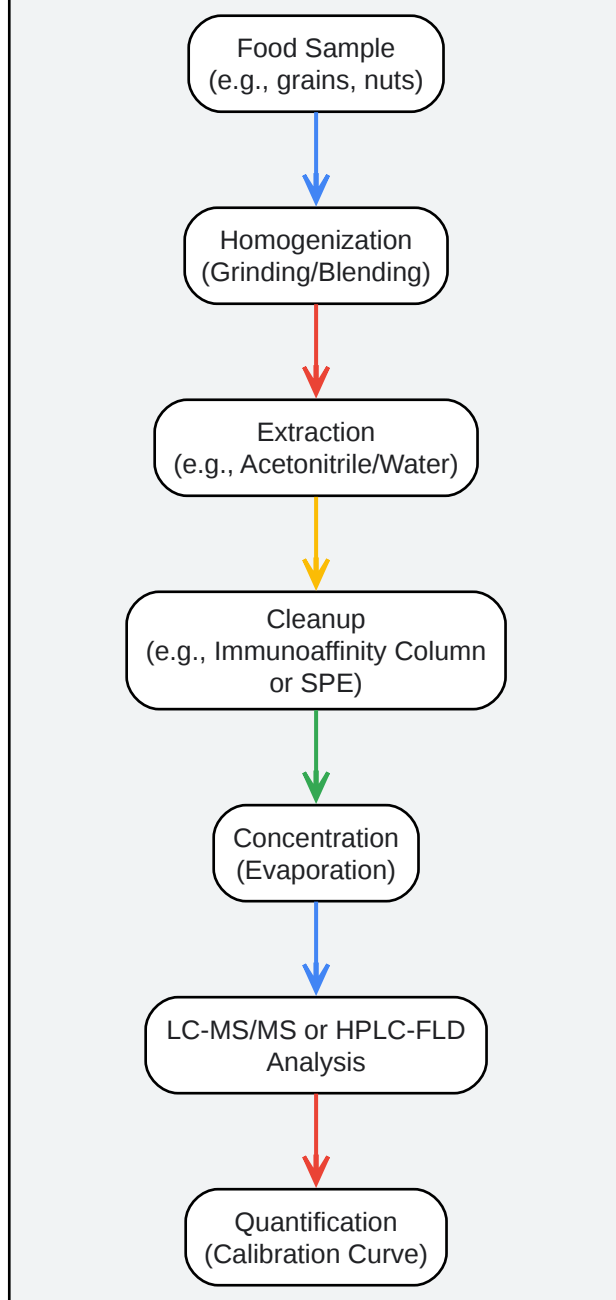 Food Sample
(e.g., grains, nuts)
Homogenization
(Grinding/Blending)
Extraction
(e.g., Acetonitrile/Water)
Cleanup
(e.g., Immunoaffinity Column
or SPE)
Concentration
(Evaporation)
LC-MS/MS or HPLC-FLD
Analysis
Quantification
(Calibration Curve)